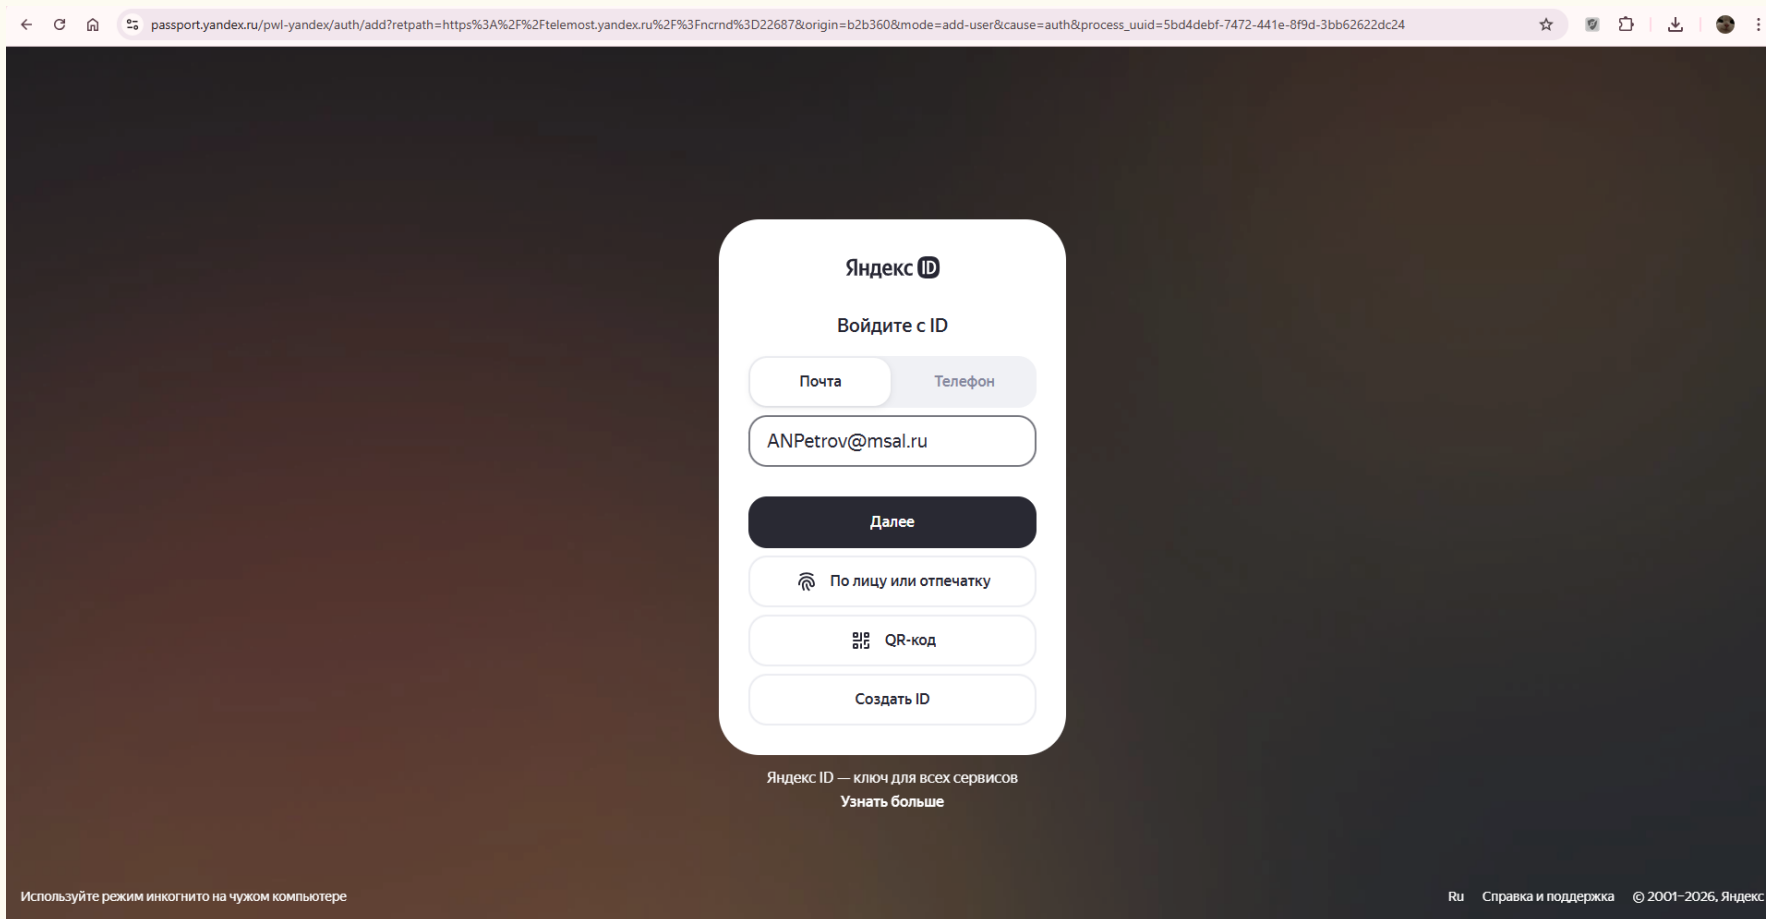 passport.yandex.ru/pwl-yandex/auth/add?retpath=https%3A%2F%2Ftelemost.yandex.ru%2F%3Fncrnd%3D22687&origin=b2b360&mode=add-user&cause=auth&process_uuid=5bd4debf-7472-441e-8f9d-3bb62622dc24
Яндекс ID
Войдите с ID
Почта Телефон
ANPetrov@msal.ru
Далее
По лицу или отпечатку
QR-код
Создать ID
Яндекс ID — ключ для всех сервисов
Узнать больше
Используйте режим инкогнито на чужом компьютере Ru Справка и поддержка © 2001–2026, Яндекс